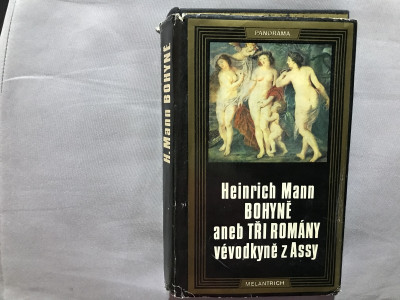 H. Mann BOHYNĚ
PANORAMA
Heinrich Mann
BOHYNĚ
aneb TŘI ROMÁNY
vévodkyně z Assy
MELANTRICH